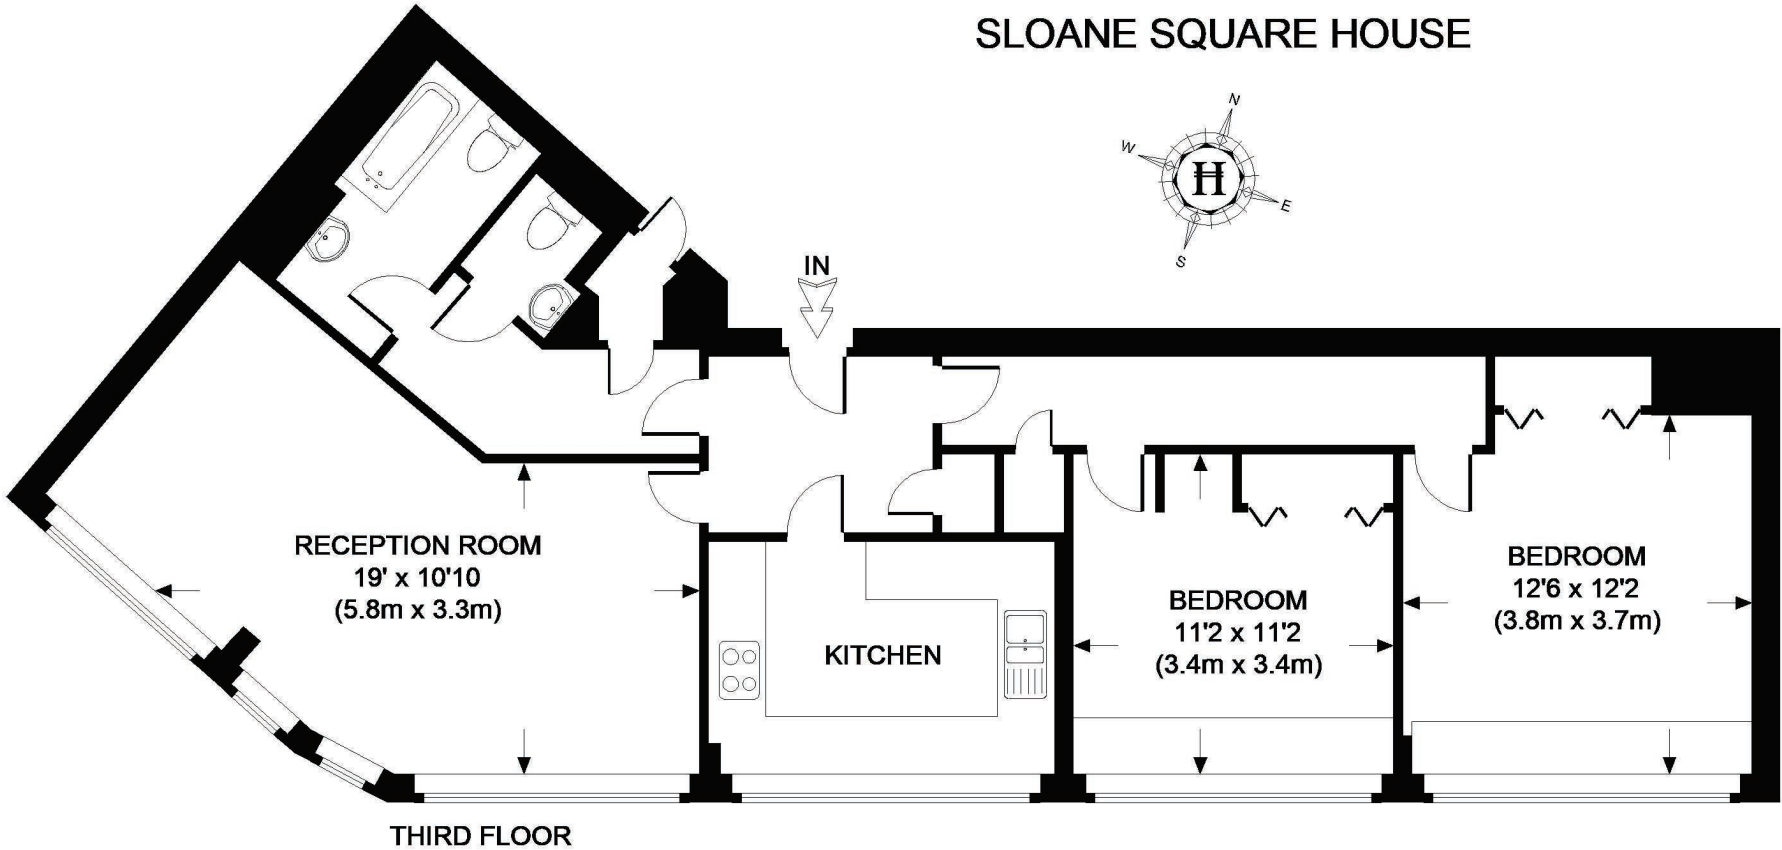 SLOANE SQUARE HOUSE
N
W
H
E
S
IN
RECEPTION ROOM
19' x 10'10
(5.8m x 3.3m)
KITCHEN
BEDROOM
11'2 x 11'2
(3.4m x 3.4m)
BEDROOM
12'6 x 12'2
(3.8m x 3.7m)
THIRD FLOOR